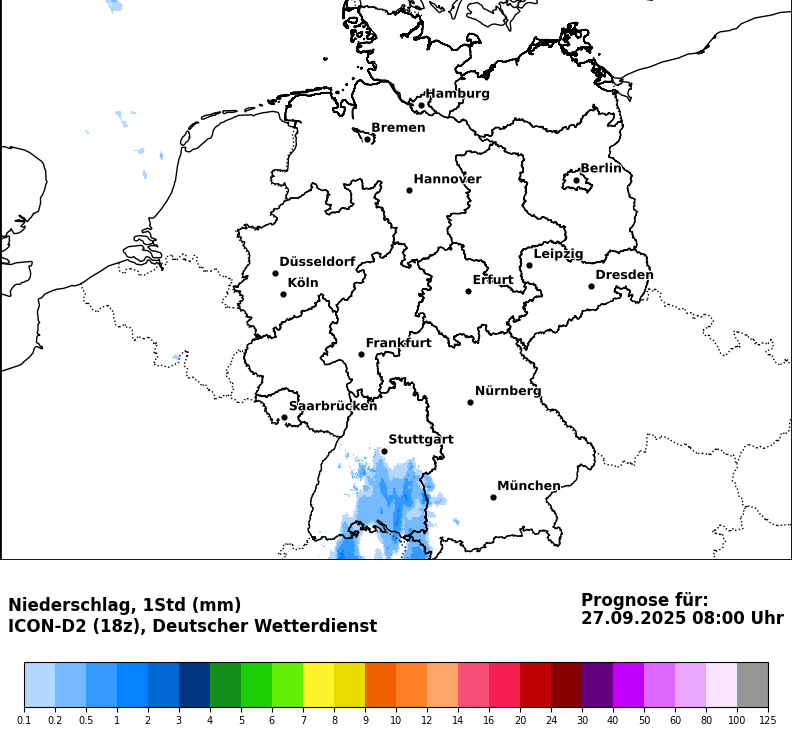 Hamburg
Bremen
Berlin
Hannover
Leipzig
Düsseldorf
Dresden
Köln
Erfurt
Frankfurt
Nürnberg
Saarbrücken
Stuttgart
München
Niederschlag, 1Std (mm)
ICON-D2 (18z), Deutscher Wetterdienst
Prognose für:
27.09.2025 08:00 Uhr
0.1 0.2 0.5 1 2 3 4 5 6 7 8 9 10 12 14 16 20 24 30 40 50 60 80 100 125